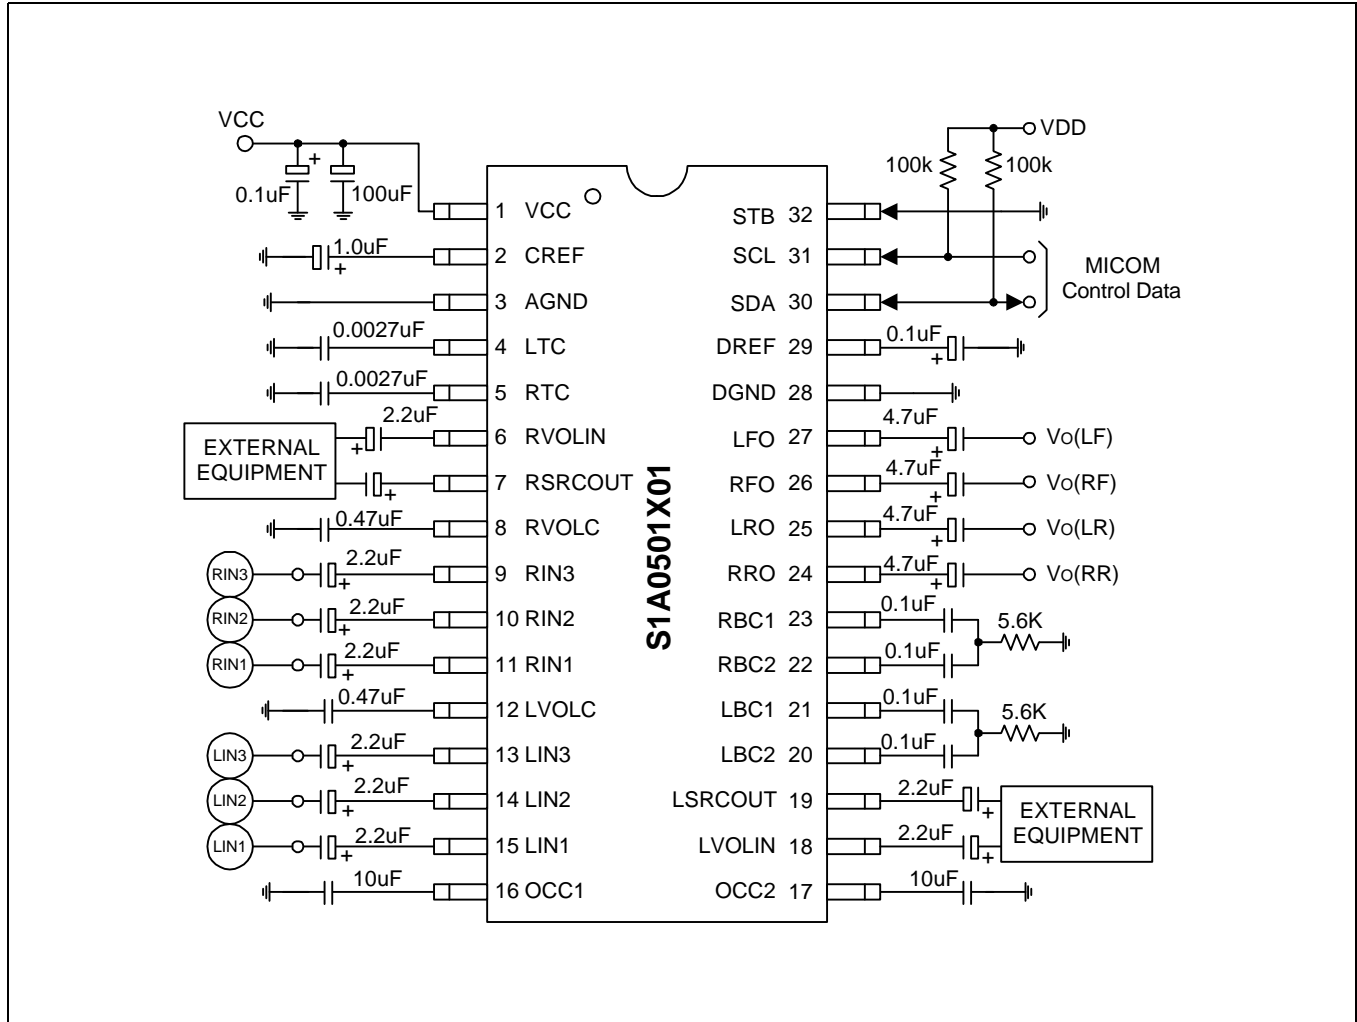 VCC
+
0.1uF
100uF
VDD
100k
100k
1 VCC
STB 32
1.0uF
+
2 CREF
SCL 31
MICOM
Control Data
3 AGND
SDA 30
0.0027uF
4 LTC
DREF 29
0.1uF
+
0.0027uF
5 RTC
DGND 28
EXTERNAL
EQUIPMENT
2.2uF
+
6 RVOLIN
LFO 27
4.7uF
+
VO(LF)
+
7 RSRCOUT
RFO 26
4.7uF
+
VO(RF)
S1A0501X01
0.47uF
8 RVOLC
LRO 25
4.7uF
+
VO(LR)
RIN3
2.2uF
+
9 RIN3
RRO 24
4.7uF
+
VO(RR)
RIN2
2.2uF
+
10 RIN2
RBC1 23
0.1uF
5.6K
RIN1
2.2uF
+
11 RIN1
RBC2 22
0.1uF
0.47uF
12 LVOLC
LBC1 21
0.1uF
5.6K
LIN3
2.2uF
+
13 LIN3
LBC2 20
0.1uF
LIN2
2.2uF
+
14 LIN2
LSRCOUT 19
2.2uF
+
EXTERNAL
EQUIPMENT
LIN1
2.2uF
+
15 LIN1
LVOLIN 18
2.2uF
+
10uF
16 OCC1
OCC2 17
10uF